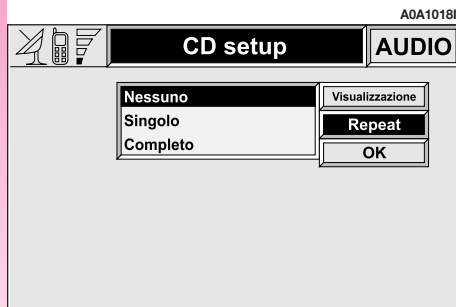 A0A1018I
CD setup
AUDIO
Nessuno
Visualizzazione
Singolo
Repeat
Completo
OK